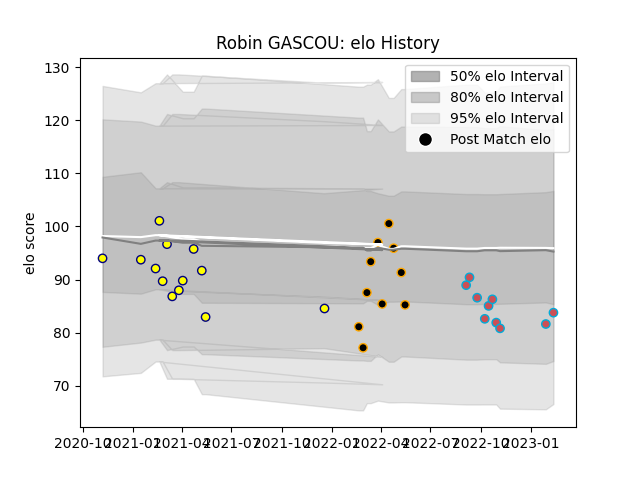 Robin GASCOU: elo History
50% elo Interval
80% elo Interval
95% elo Interval
Post Match elo
elo score
130
120
110
100
90
80
70
2020-10 2021-01 2021-04 2021-07 2021-10 2022-01 2022-04 2022-07 2022-10 2023-01